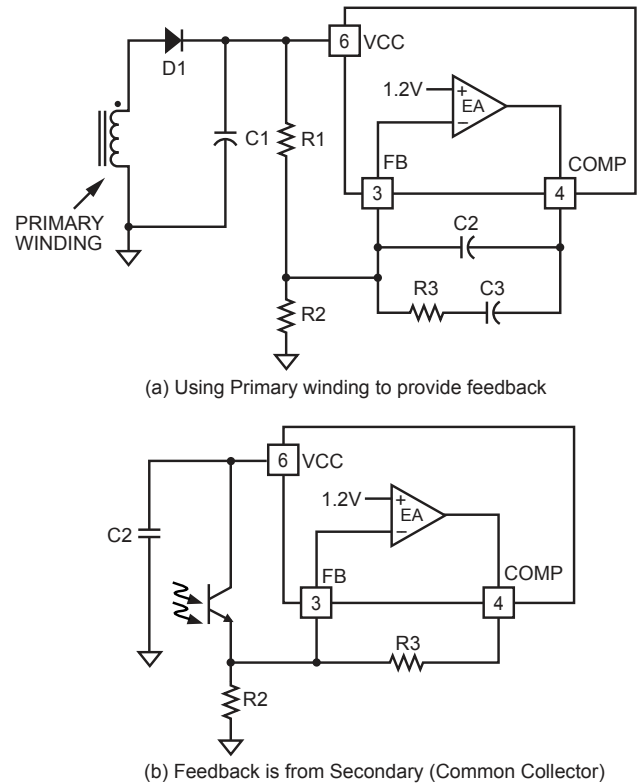 6
VCC
D1
1.2V
+
EA
−
C1
R1
FB
COMP
3
4
PRIMARY
WINDING
C2
R3
C3
R2
(a) Using Primary winding to provide feedback
6
VCC
1.2V
+
EA
−
C2
FB
COMP
3
4
R3
R2
(b) Feedback is from Secondary (Common Collector)